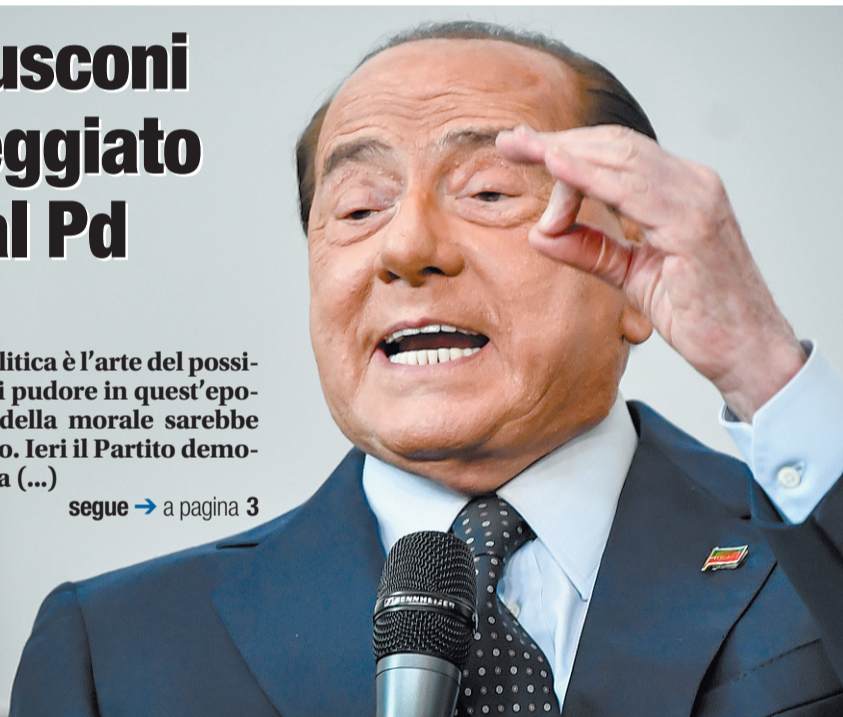 usconi
eggiato
al Pd
litica è l'arte del possi-
i pudore in quest'epo-
della morale sarebbe
o. Ieri il Partito demo-
a (...)
segue → a pagina 3
SENNHEISER